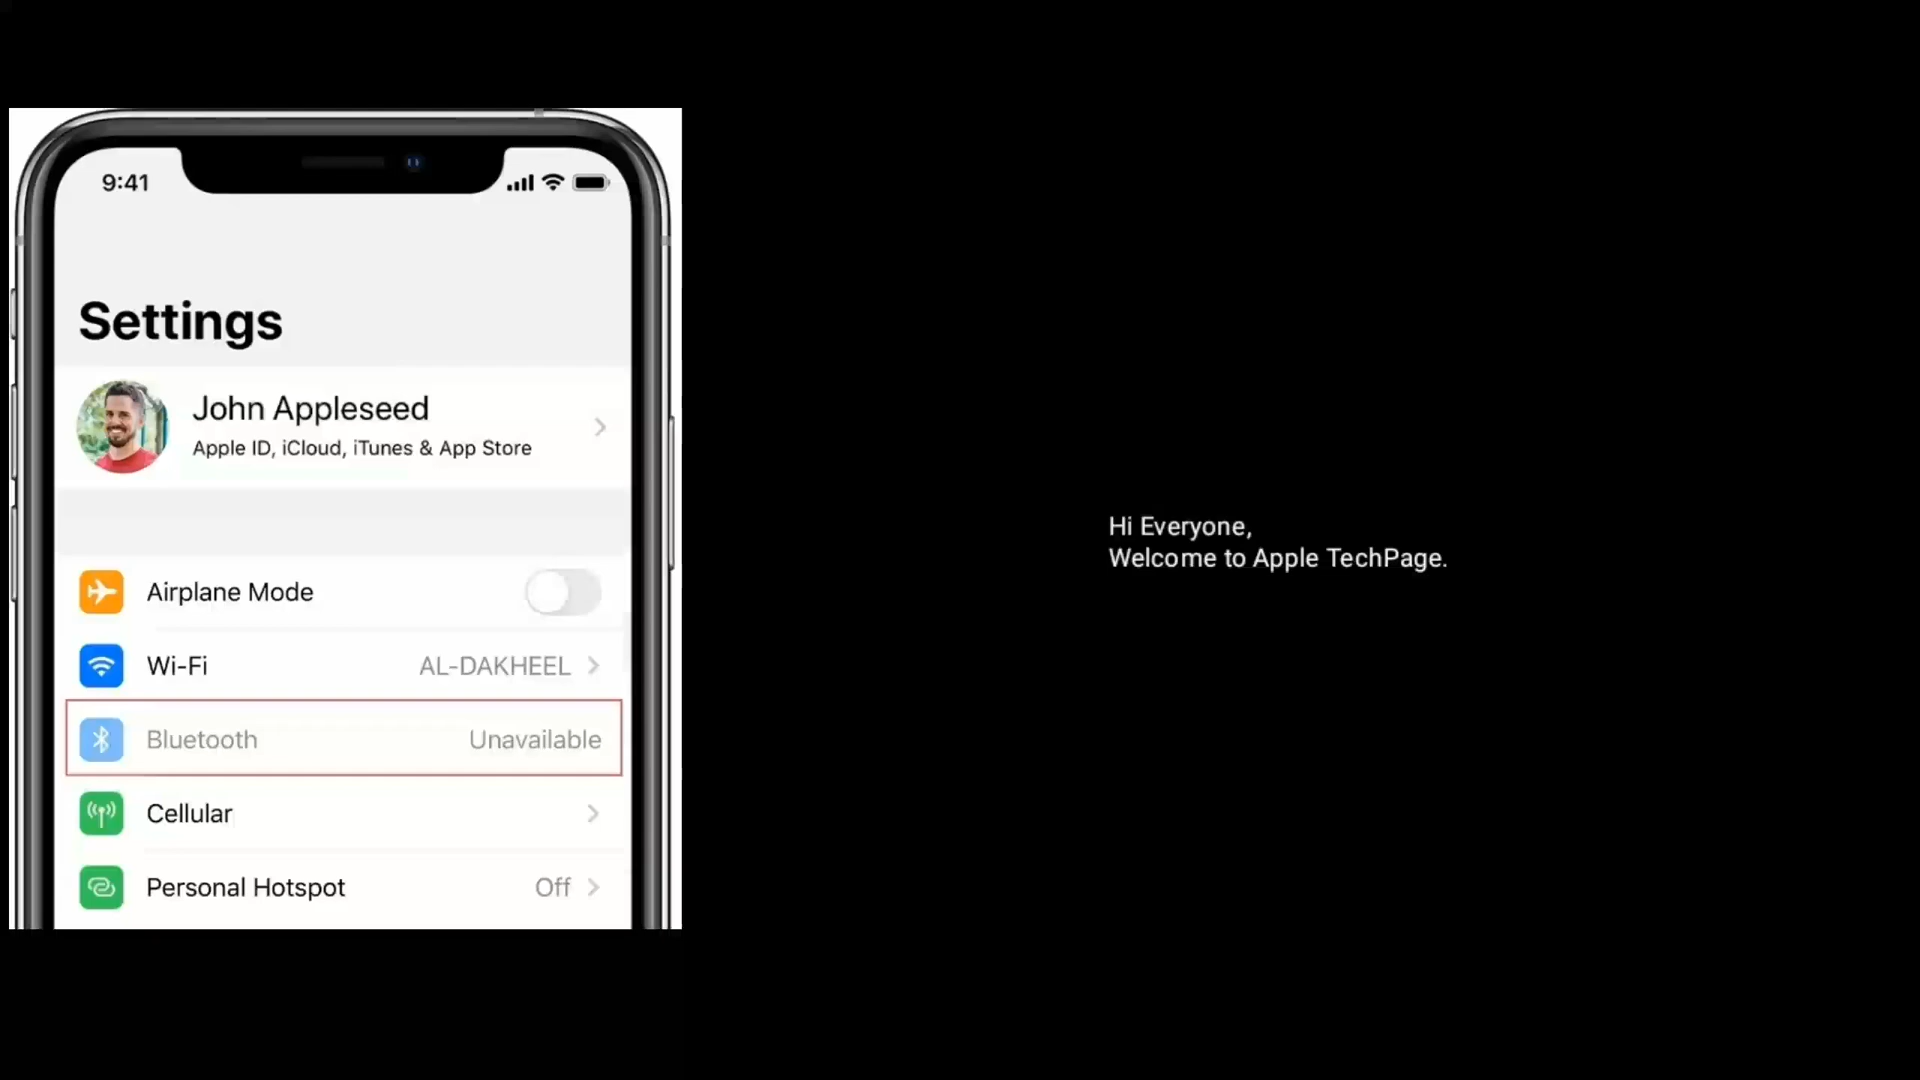 9:41
Settings
John Appleseed
Apple ID, iCloud, iTunes & App Store
Airplane Mode
Wi-Fi AL-DAKHEEL
Bluetooth Unavailable
Cellular
Personal Hotspot Off
Hi Everyone,
Welcome to Apple TechPage.